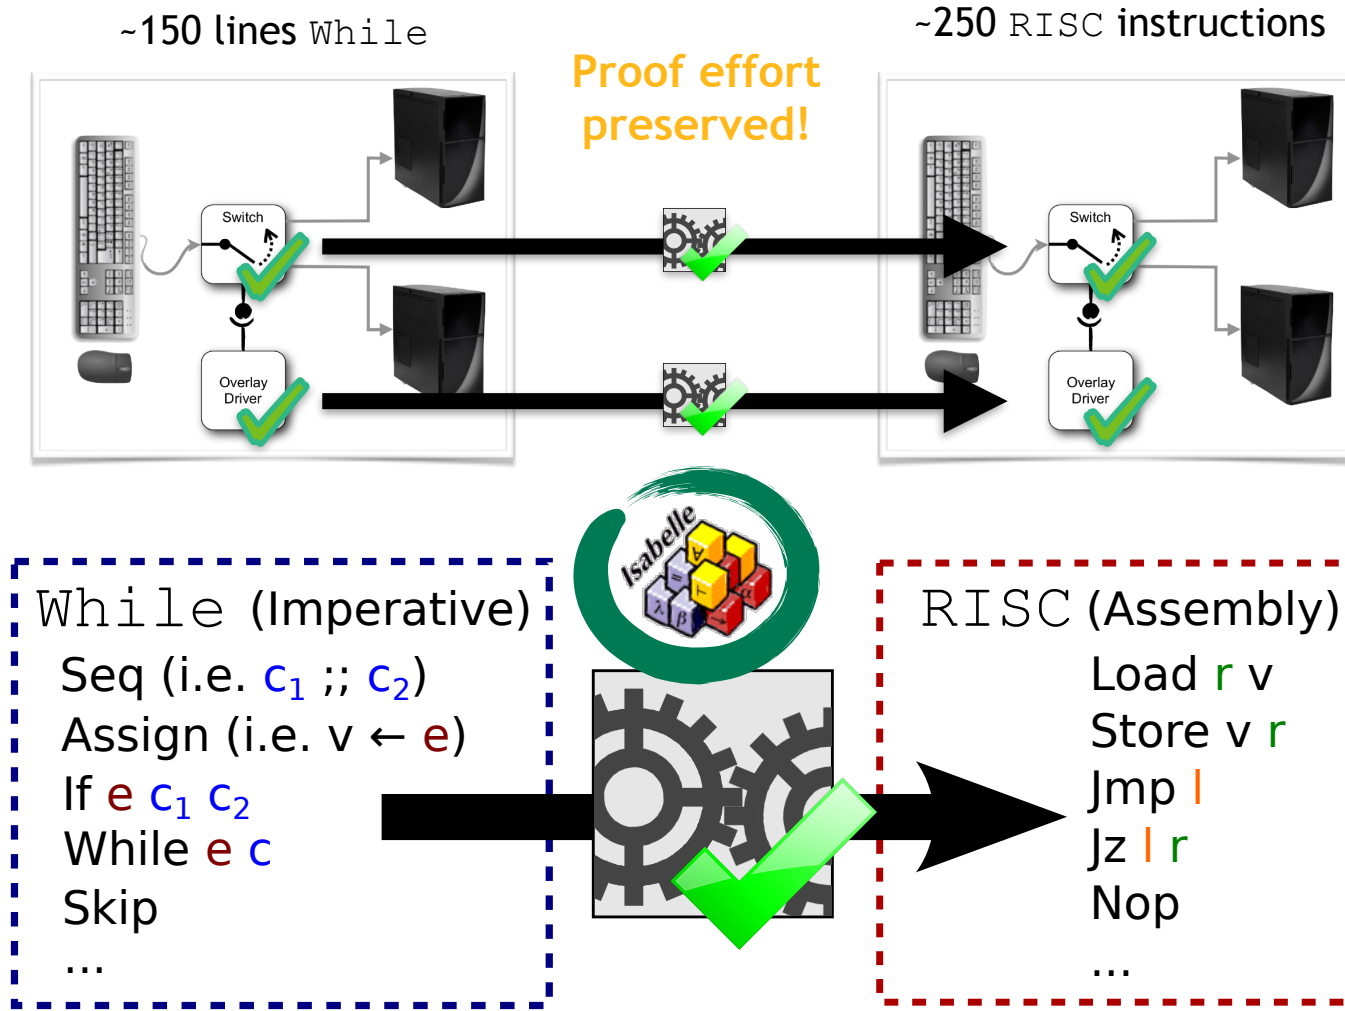 ~150 lines While
~250 RISC instructions
Proof effort
preserved!
Switch
Overlay
Driver
Switch
Overlay
Driver
Isabelle
∀
=
λ
β
→
α
While (Imperative)
Seq (i.e. c₁ ;; c₂)
Assign (i.e. v ← e)
If e c₁ c₂
While e c
Skip
...
RISC (Assembly)
Load r v
Store v r
Jmp l
Jz l r
Nop
...